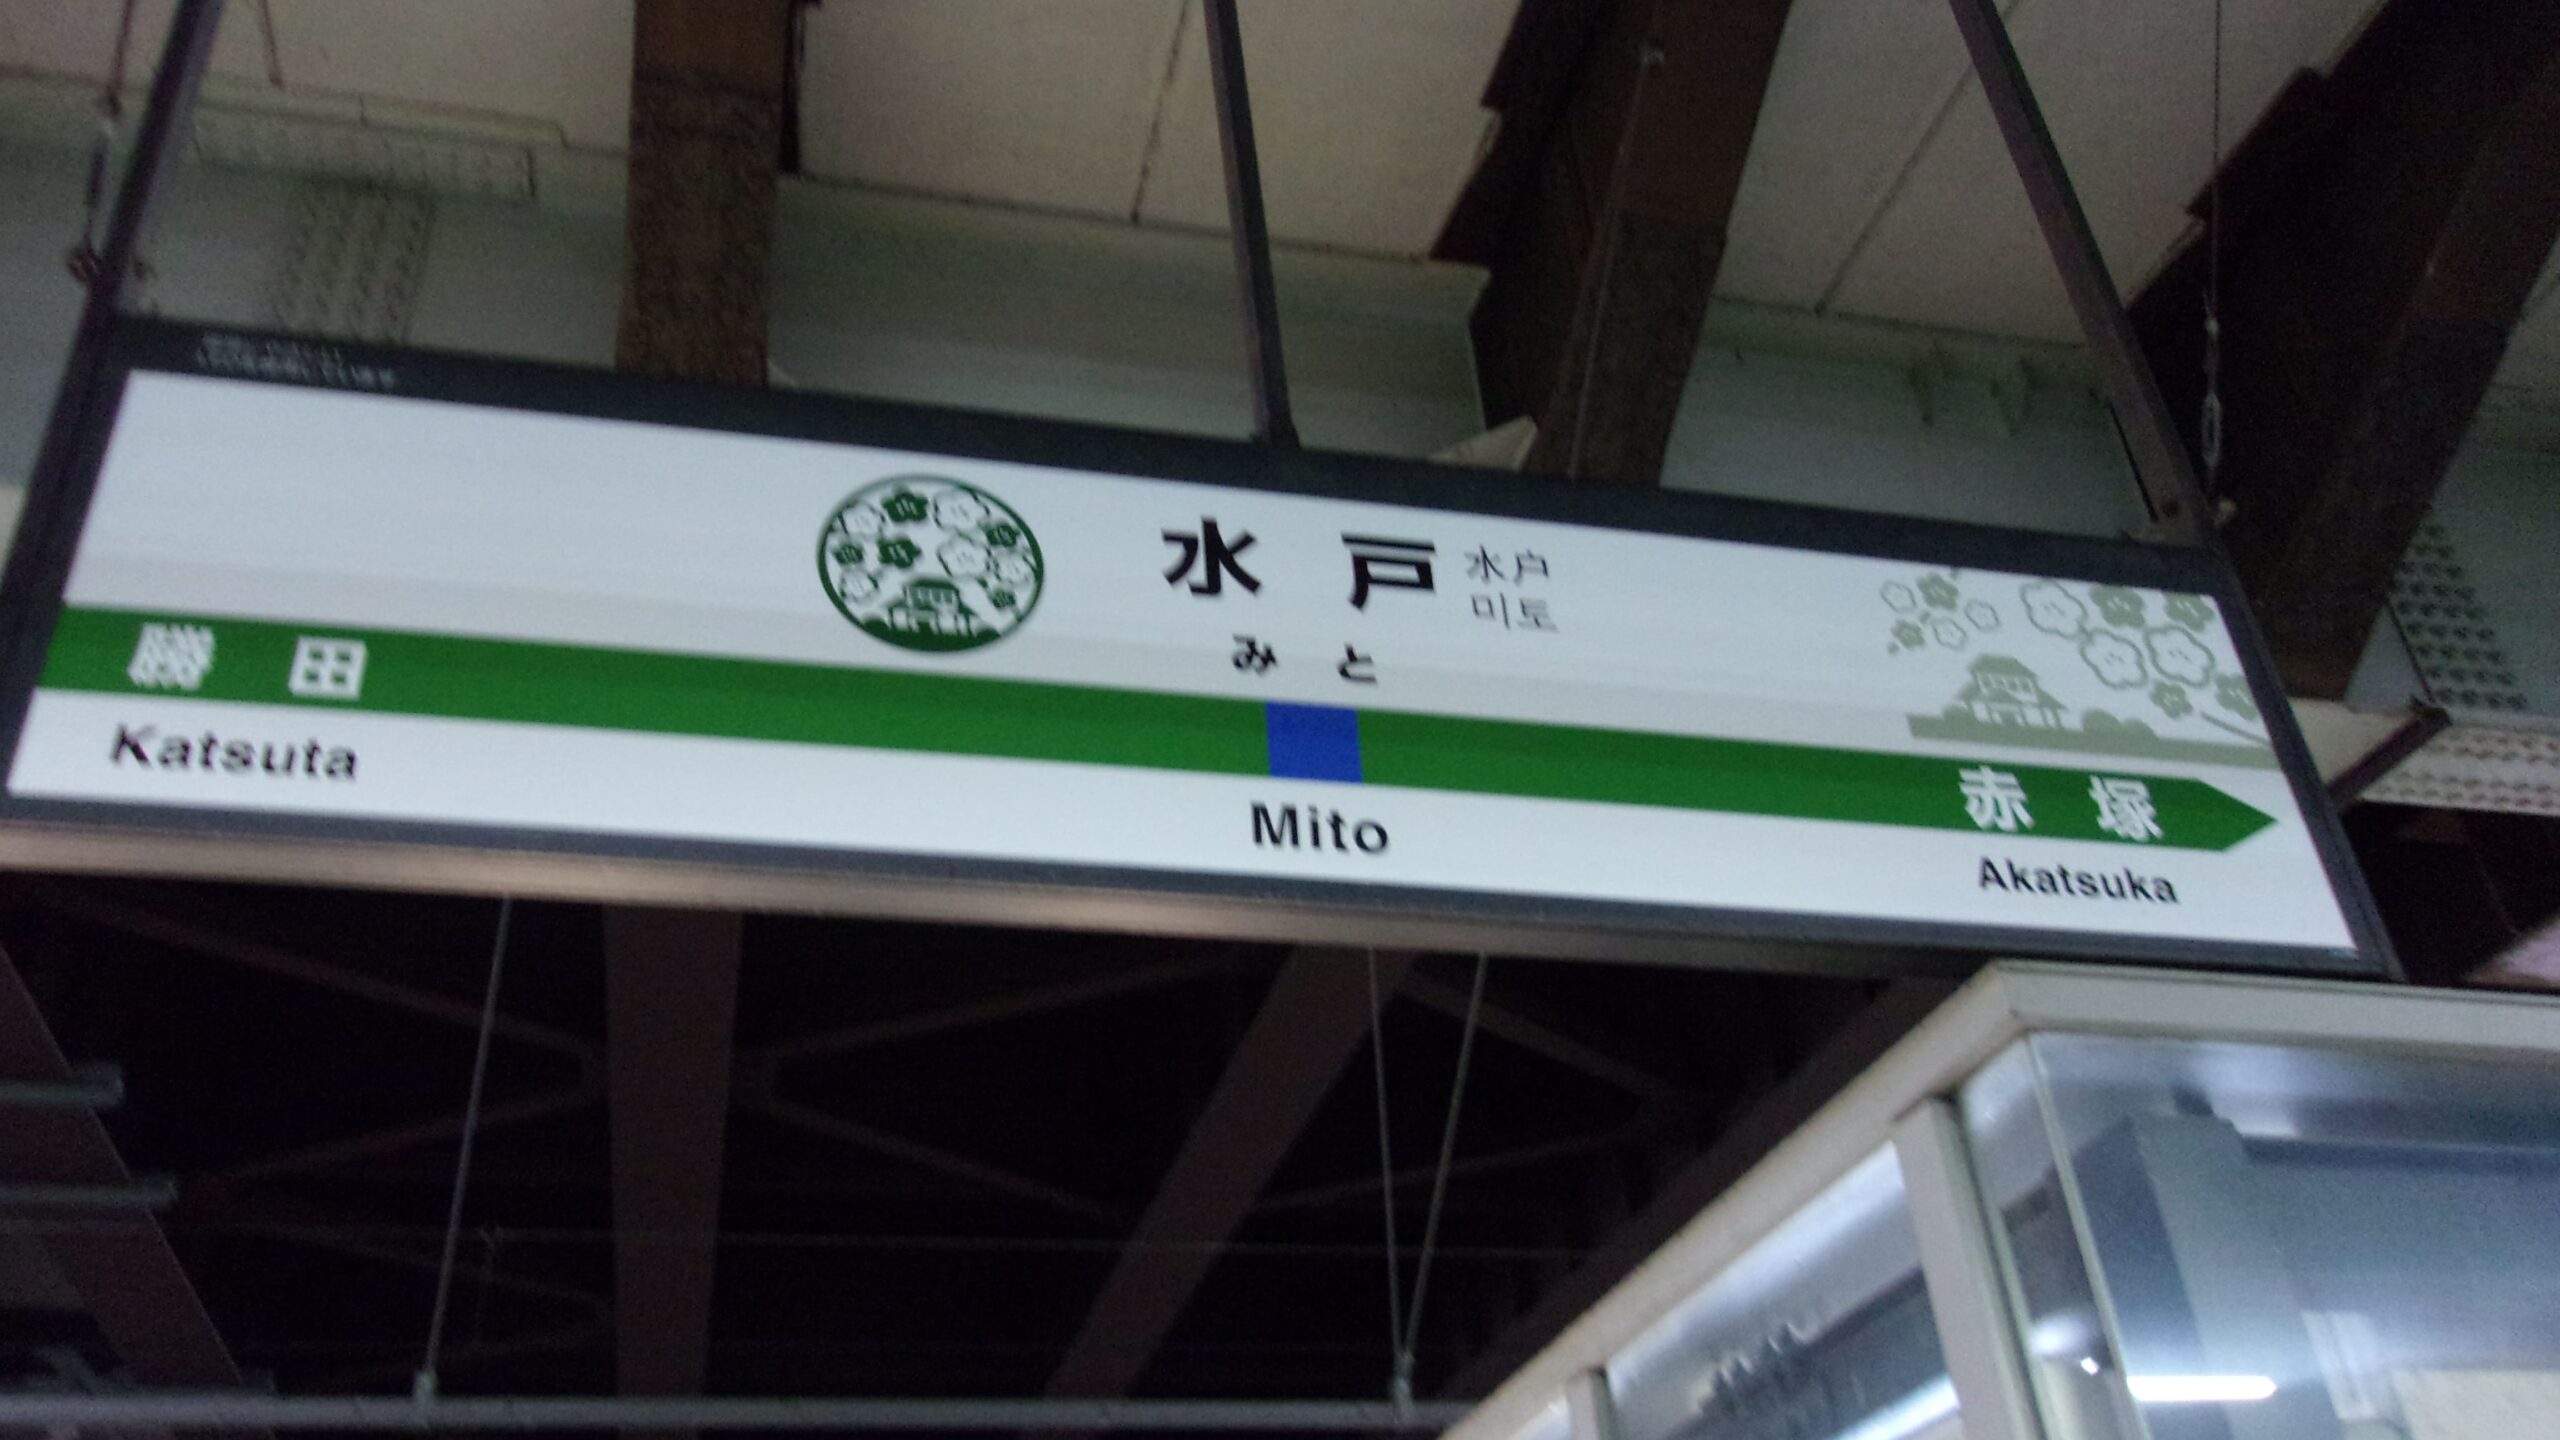 水戸
水户
미토
みと
勝田
赤塚
Katsuta
Mito
Akatsuka